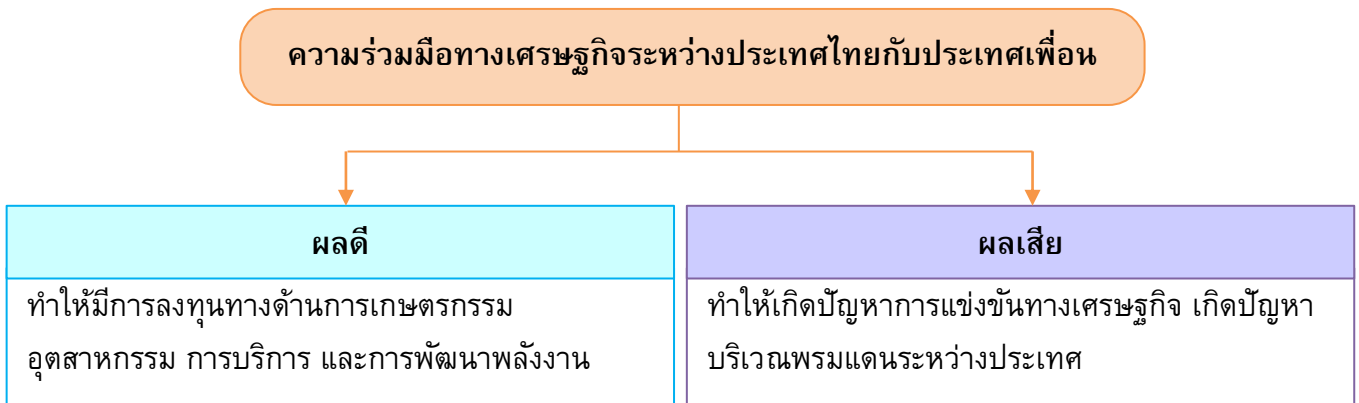 ความร่วมมือทางเศรษฐกิจระหว่างประเทศไทยกับประเทศเพื่อน
ผลดี
ทำให้มีการลงทุนทางด้านการเกษตรกรรม
อุตสาหกรรม การบริการ และการพัฒนาพลังงาน
ผลเสีย
ทำให้เกิดปัญหาการแข่งขันทางเศรษฐกิจ เกิดปัญหา
บริเวณพรมแดนระหว่างประเทศ